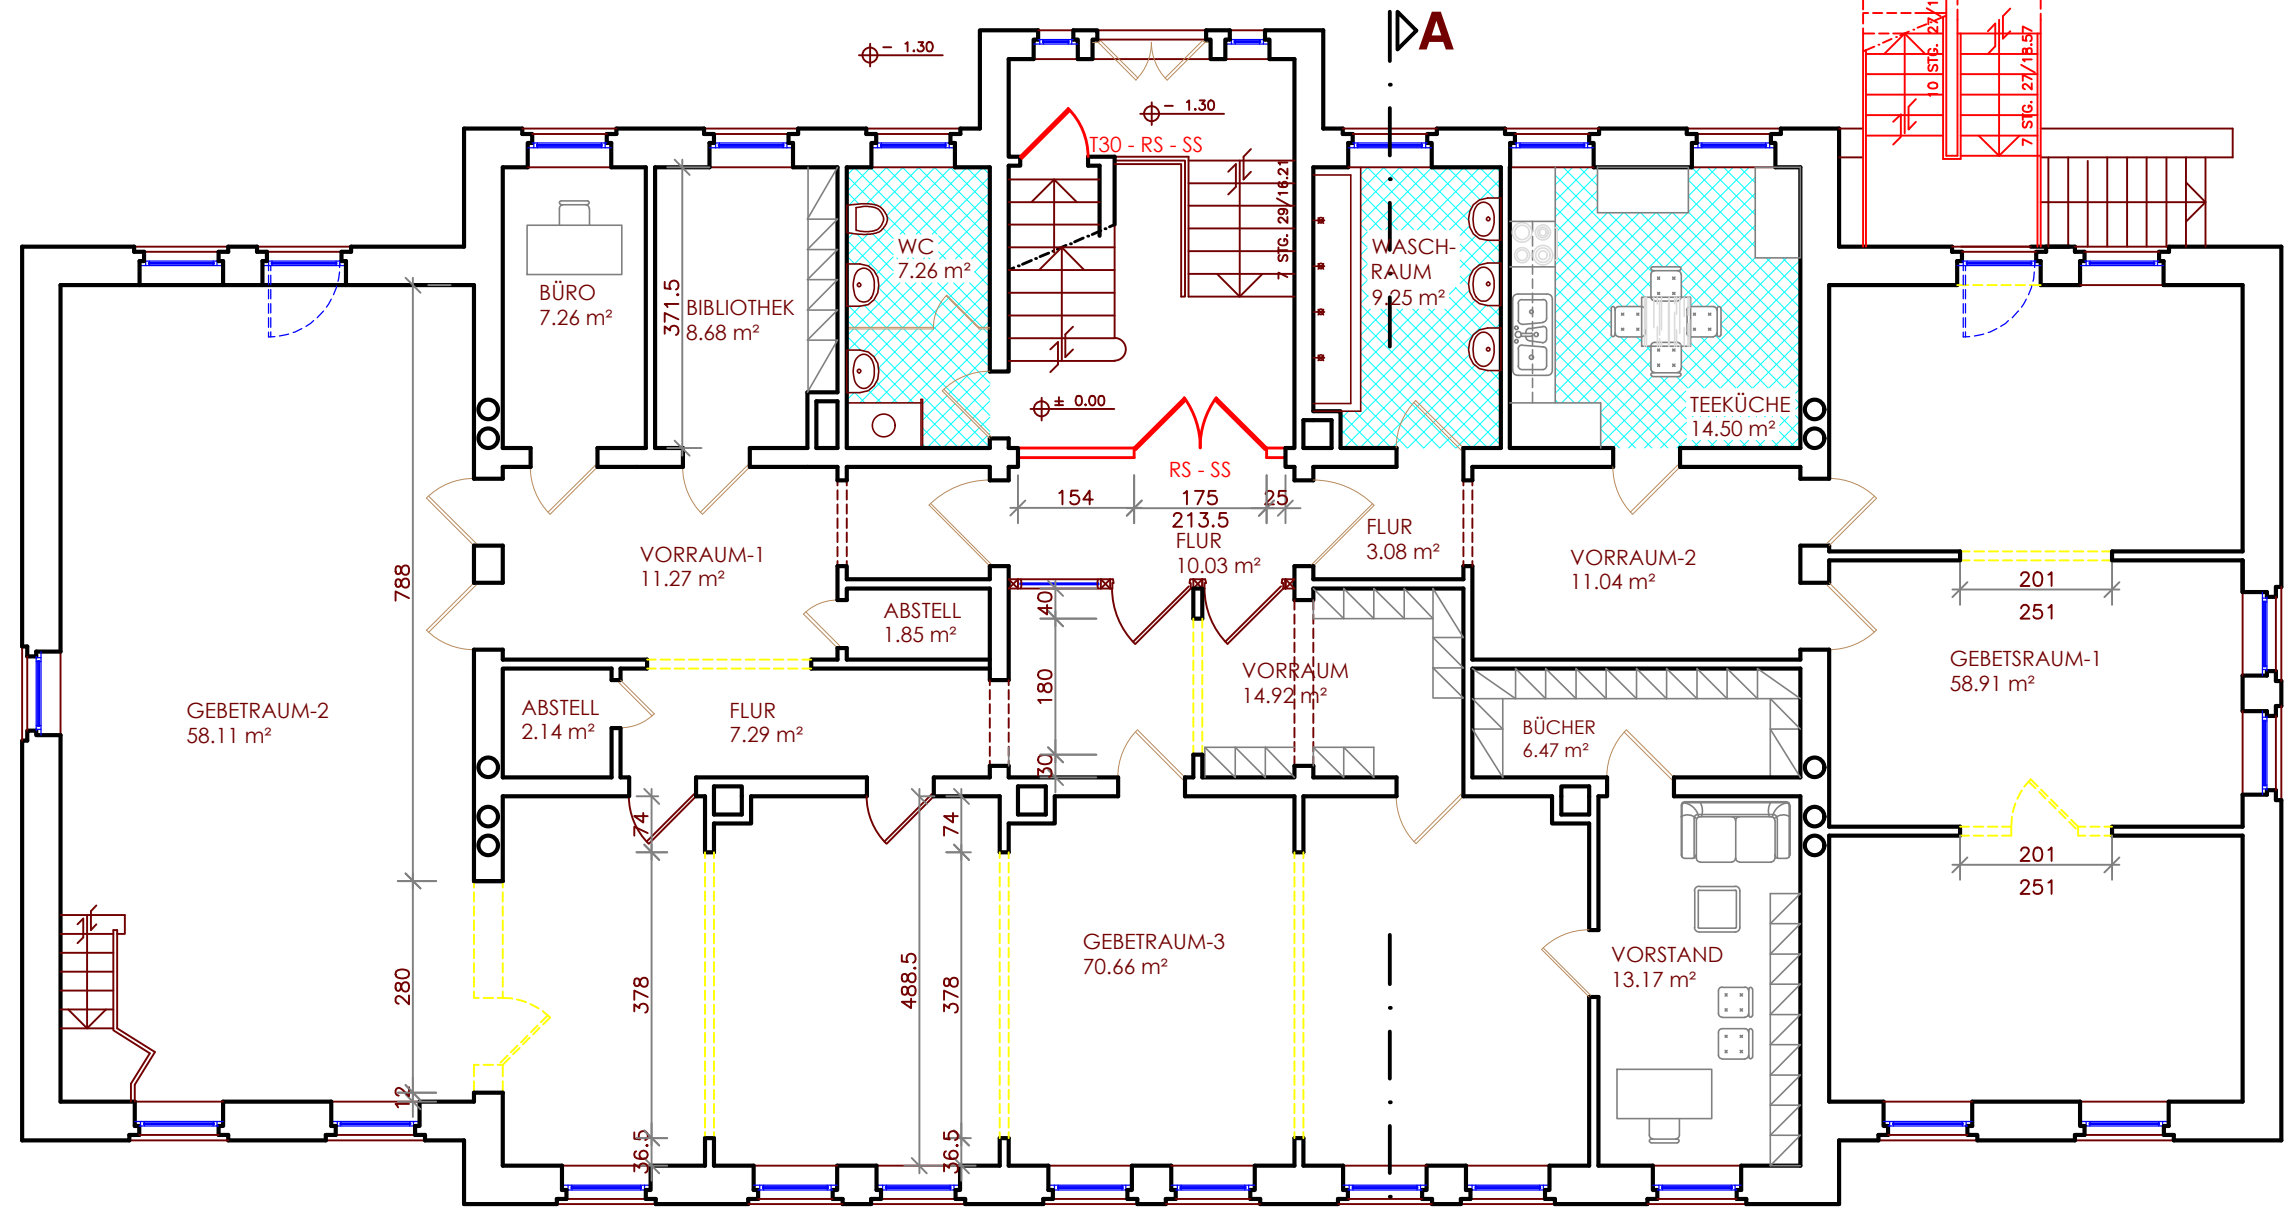 A
- 1.30
- 1.30
T30 - RS - SS
10 STG. 27/1
7 STG. 27/18.57
7 STG. 29/16.21
WC
7.26 m²
WASCH-
RAUM
9.25 m²
BÜRO
7.26 m²
371.5
BIBLIOTHEK
8.68 m²
± 0.00
TEEKÜCHE
14.50 m²
RS - SS
154
175
25
213.5
FLUR
10.03 m²
FLUR
3.08 m²
VORRAUM-1
11.27 m²
VORRAUM-2
11.04 m²
788
201
251
40
ABSTELL
1.85 m²
180
VORRAUM
14.92 m²
GEBETSRAUM-1
58.91 m²
GEBETRAUM-2
58.11 m²
ABSTELL
2.14 m²
FLUR
7.29 m²
BÜCHER
6.47 m²
30
74
74
201
251
280
378
488.5
378
GEBETRAUM-3
70.66 m²
VORSTAND
13.17 m²
12
36.5
36.5